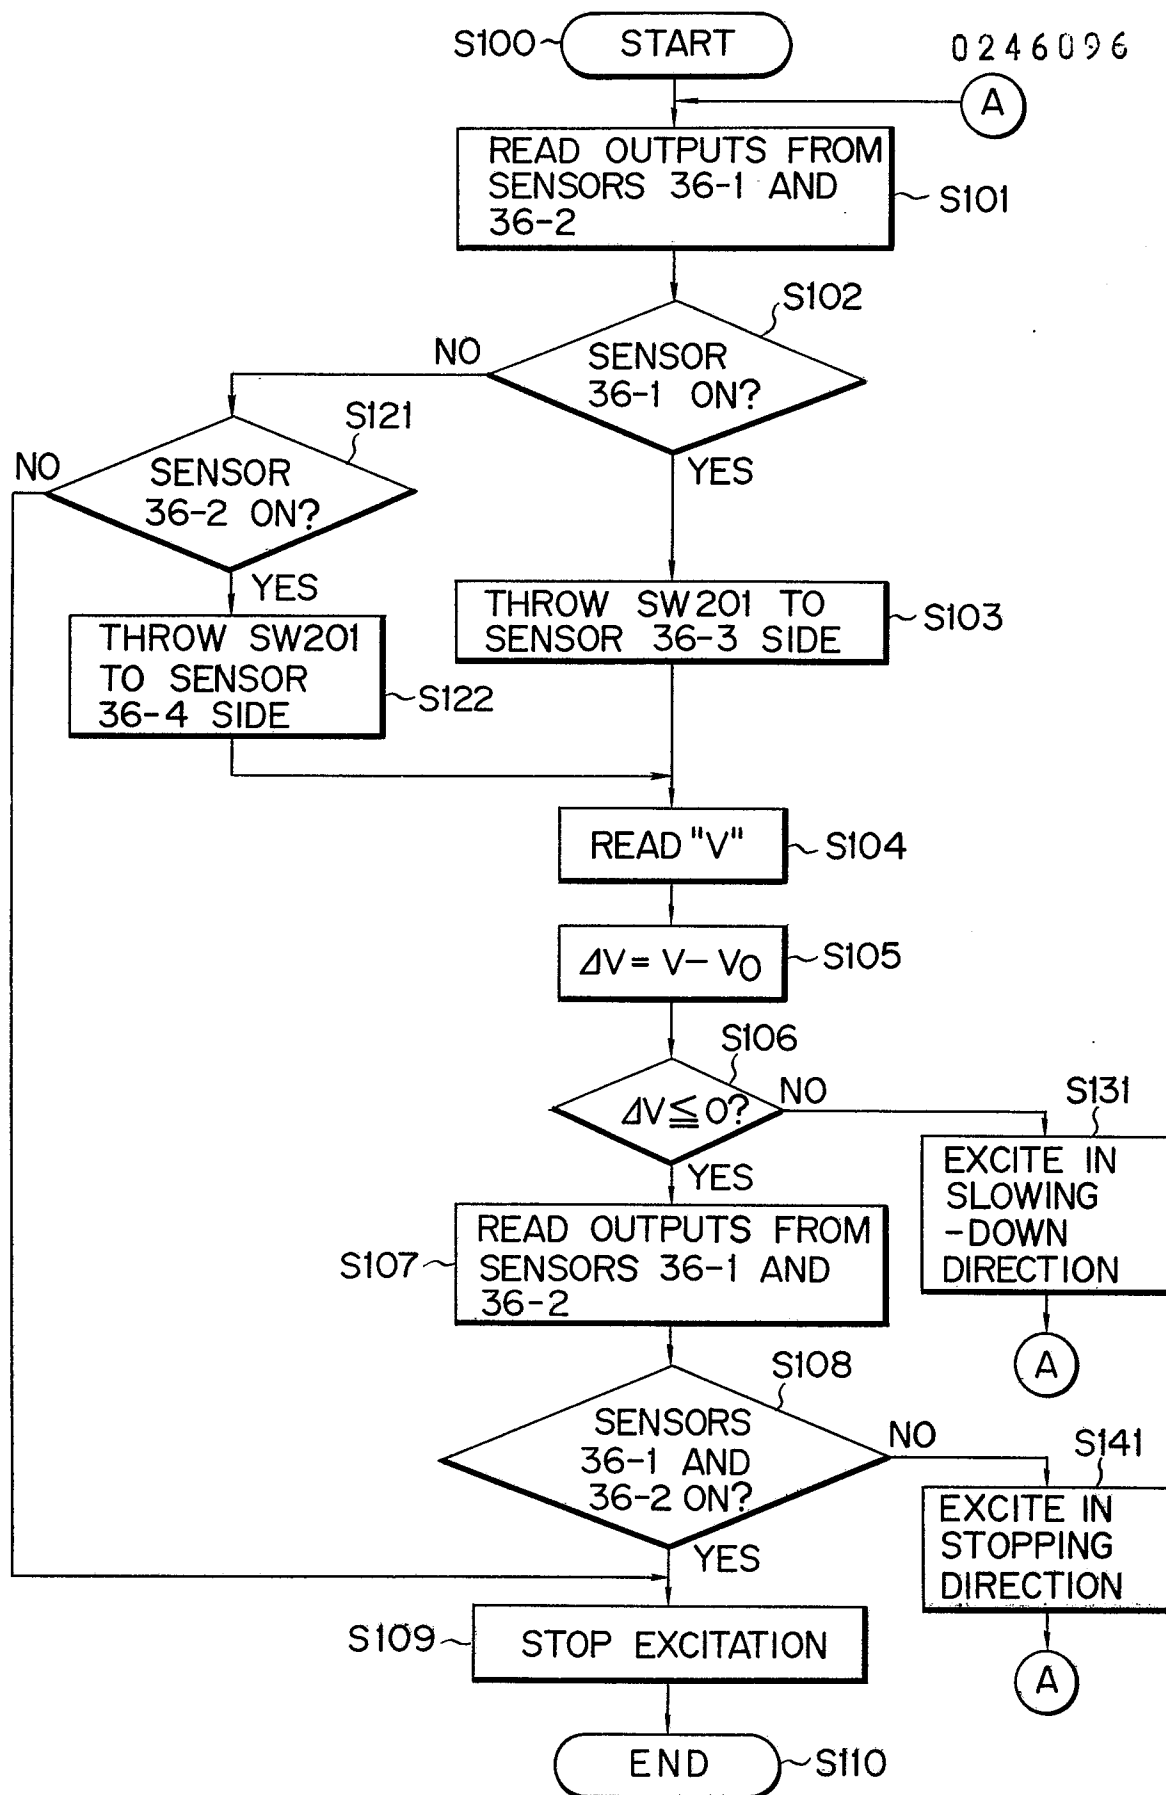 S100
START
0246096
A
READ OUTPUTS FROM
SENSORS 36-1 AND
36-2
S101
S102
SENSOR
36-1 ON?
NO
YES
S121
SENSOR
36-2 ON?
NO
YES
THROW SW201
TO SENSOR
36-4 SIDE
S122
THROW SW201 TO
SENSOR 36-3 SIDE
S103
READ "V"
S104
ΔV = V - V0
S105
S106
ΔV ≦ 0?
NO
YES
S131
EXCITE IN
SLOWING
-DOWN
DIRECTION
A
READ OUTPUTS FROM
SENSORS 36-1 AND
36-2
S107
S108
SENSORS
36-1 AND
36-2 ON?
NO
YES
S141
EXCITE IN
STOPPING
DIRECTION
A
S109
STOP EXCITATION
END
S110